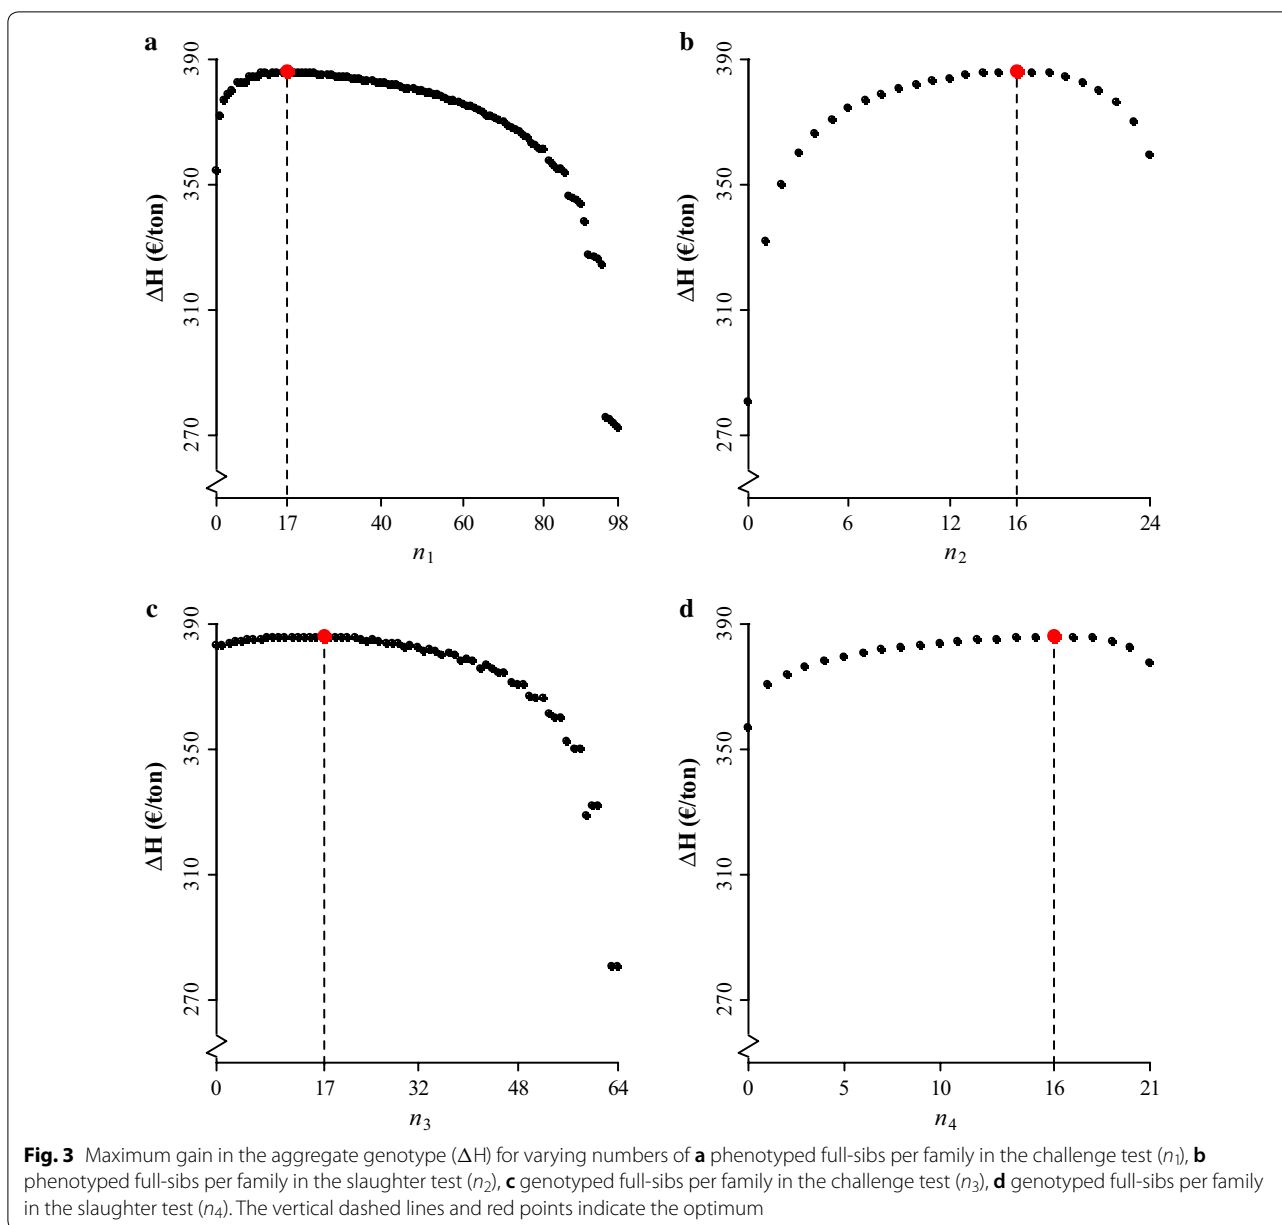 a
390
350
310
270
ΔH (€/ton)
0 17 40 60 80 98
n1
b
390
350
310
270
ΔH (€/ton)
0 6 12 16 24
n2
c
390
350
310
270
ΔH (€/ton)
0 17 32 48 64
n3
d
390
350
310
270
ΔH (€/ton)
0 5 10 16 21
n4
Fig. 3 Maximum gain in the aggregate genotype (ΔH) for varying numbers of a phenotyped full-sibs per family in the challenge test (n1), b
phenotyped full-sibs per family in the slaughter test (n2), c genotyped full-sibs per family in the challenge test (n3), d genotyped full-sibs per family
in the slaughter test (n4). The vertical dashed lines and red points indicate the optimum